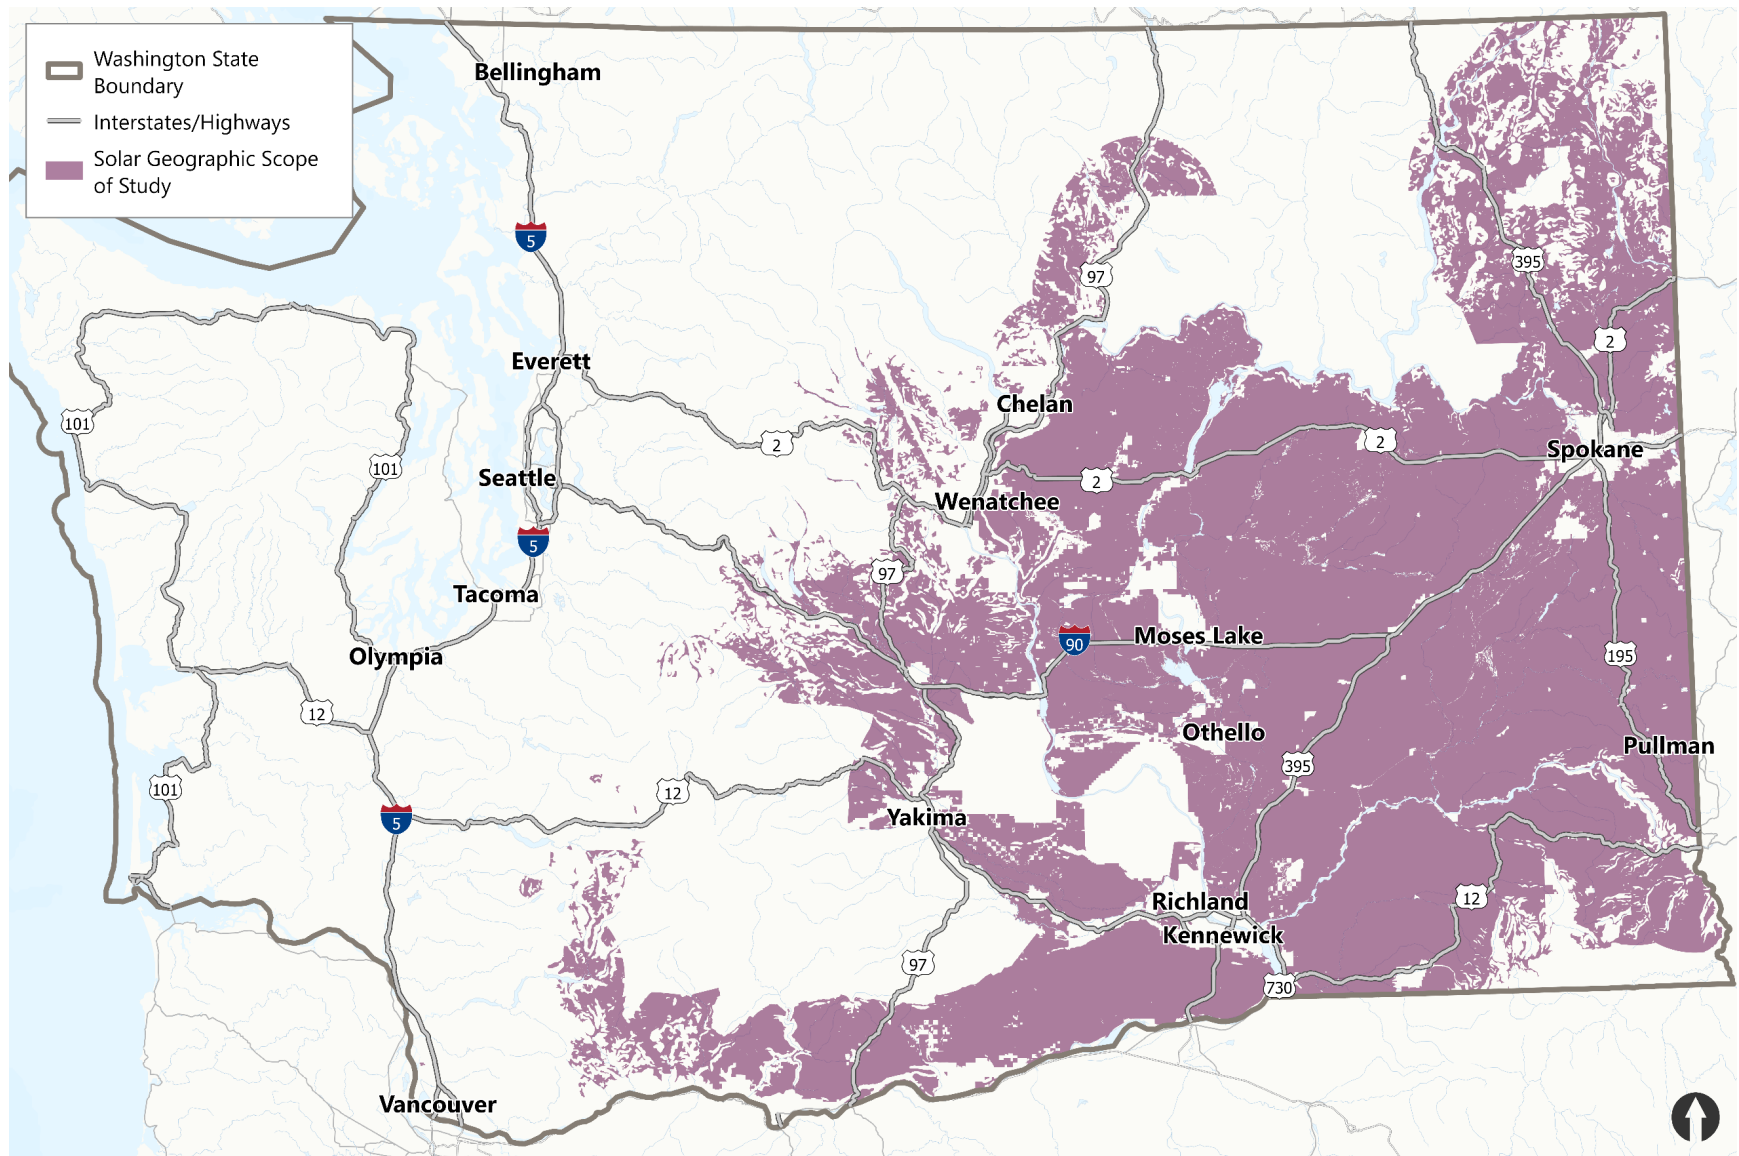 Washington State
Boundary
Interstates/Highways
Solar Geographic Scope
of Study
Bellingham
5
97
395
2
Everett
Chelan
101
101
2
2
2
Spokane
Seattle
Wenatchee
5
97
Tacoma
90
Moses Lake
Olympia
195
12
Othello
Pullman
395
101
12
5
Yakima
Richland
12
Kennewick
97
730
Vancouver